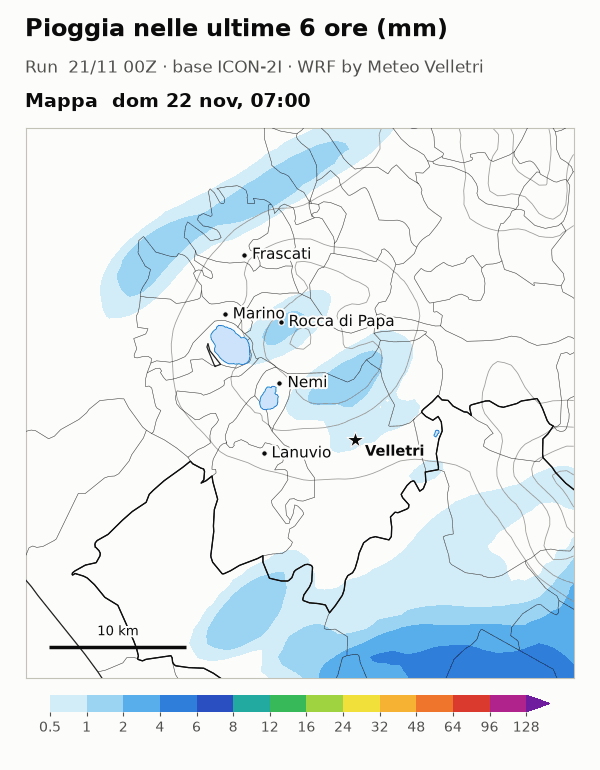 Pioggia nelle ultime 6 ore (mm)
Run 21/11 00Z · base ICON-2I · WRF by Meteo Velletri
Mappa dom 22 nov, 07:00
Frascati
Marino
Rocca di Papa
Nemi
Velletri
Lanuvio
10 km
0.5 1 2 4 6 8 12 16 24 32 48 64 96 128